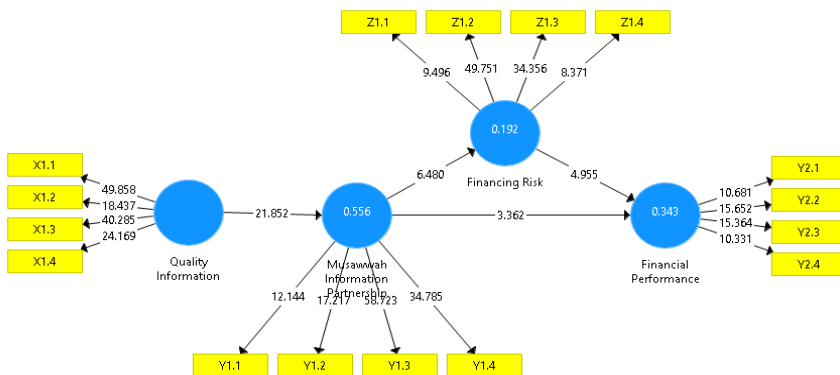 Z1.1
Z1.2
Z1.3
Z1.4
9.496
49.751
34.356
8.371
0.192
Financing Risk
6.480
4.955
X1.1
X1.2
X1.3
X1.4
49.858
18.437
40.285
24.169
21.852
0.556
3.362
0.343
Quality
Information
Musawwah
Information
Partnership
Financial
Performance
10.681
15.652
15.364
10.331
Y2.1
Y2.2
Y2.3
Y2.4
12.144
17.217
58.723
34.785
Y1.1
Y1.2
Y1.3
Y1.4